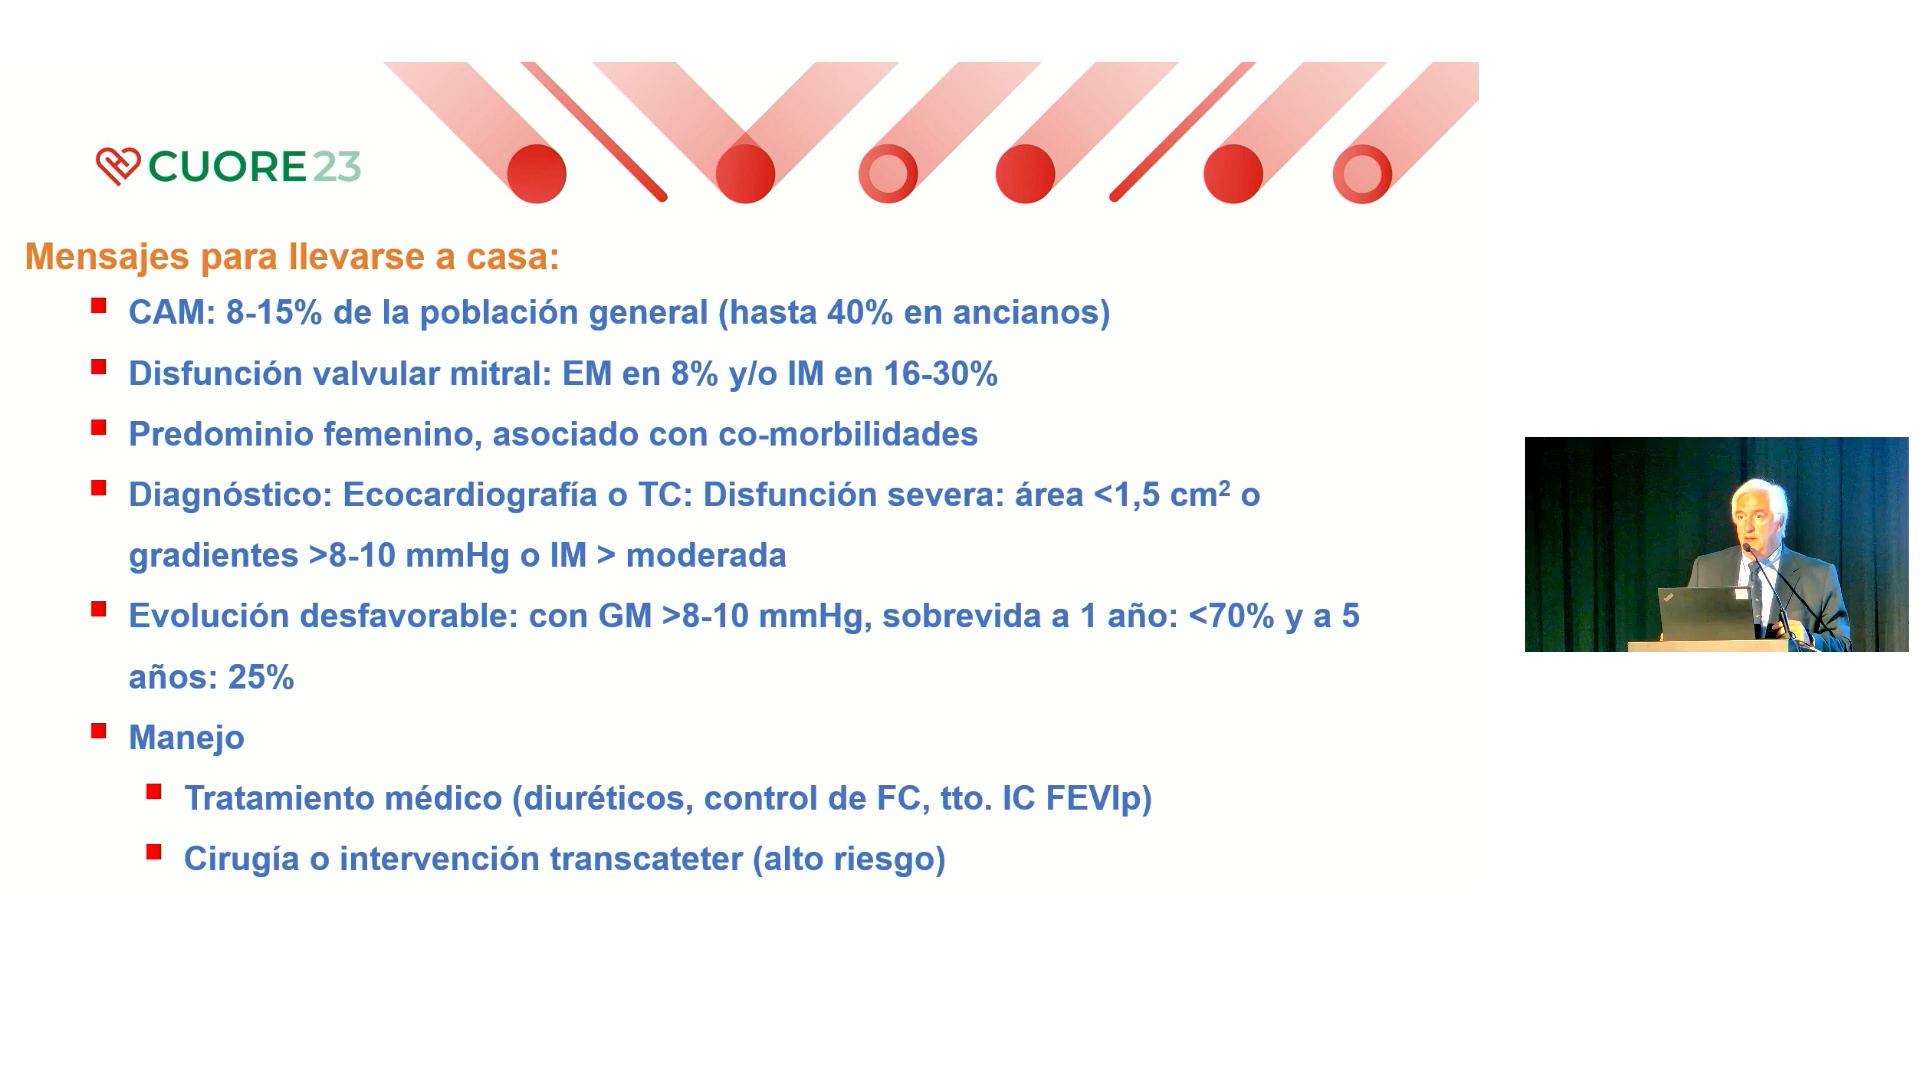 CUORE 23
Mensajes para llevarse a casa:
CAM: 8-15% de la población general (hasta 40% en ancianos)
Disfunción valvular mitral: EM en 8% y/o IM en 16-30%
Predominio femenino, asociado con co-morbilidades
Diagnóstico: Ecocardiografía o TC: Disfunción severa: área <1,5 cm² o
gradientes >8-10 mmHg o IM > moderada
Evolución desfavorable: con GM >8-10 mmHg, sobrevida a 1 año: <70% y a 5
años: 25%
Manejo
Tratamiento médico (diuréticos, control de FC, tto. IC FEVIp)
Cirugía o intervención transcateter (alto riesgo)